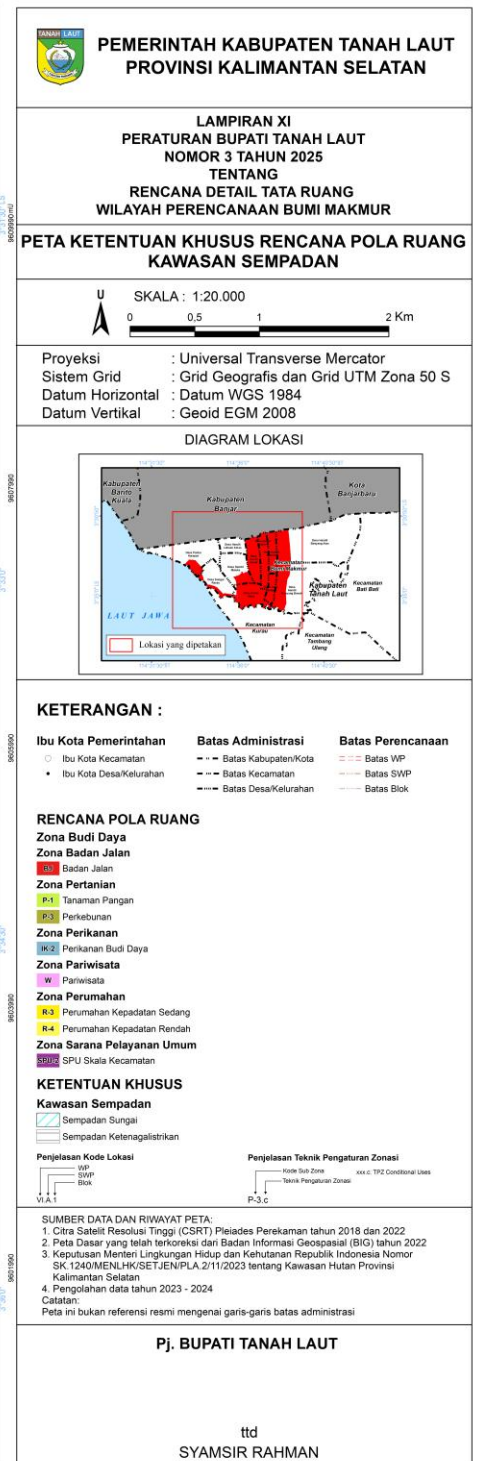 TANAH LAUT
PEMERINTAH KABUPATEN TANAH LAUT
PROVINSI KALIMANTAN SELATAN
LAMPIRAN XI
PERATURAN BUPATI TANAH LAUT
NOMOR 3 TAHUN 2025
TENTANG
RENCANA DETAIL TATA RUANG
WILAYAH PERENCANAAN BUMI MAKMUR
PETA KETENTUAN KHUSUS RENCANA POLA RUANG
KAWASAN SEMPADAN
U
SKALA : 1:20.000
0 0,5 1 2 Km
Proyeksi : Universal Transverse Mercator
Sistem Grid : Grid Geografis dan Grid UTM Zona 50 S
Datum Horizontal : Datum WGS 1984
Datum Vertikal : Geoid EGM 2008
DIAGRAM LOKASI
Kabupaten
Barito
Kuala
Kabupaten
Banjar
Kota
Banjarbaru
Kabupaten
Tanah Laut
Kecamatan
Bati Bati
LAUT JAWA
Kecamatan
Kurau
Kecamatan
Tambang
Ulang
Lokasi yang dipetakan
KETERANGAN :
Ibu Kota Pemerintahan
Ibu Kota Kecamatan
Ibu Kota Desa/Kelurahan
Batas Administrasi
Batas Kabupaten/Kota
Batas Kecamatan
Batas Desa/Kelurahan
Batas Perencanaan
Batas WP
Batas SWP
Batas Blok
RENCANA POLA RUANG
Zona Budi Daya
Zona Badan Jalan
BJ Badan Jalan
Zona Pertanian
P-1 Tanaman Pangan
P-3 Perkebunan
Zona Perikanan
IK-2 Perikanan Budi Daya
Zona Pariwisata
W Pariwisata
Zona Perumahan
R-3 Perumahan Kepadatan Sedang
R-4 Perumahan Kepadatan Rendah
Zona Sarana Pelayanan Umum
SPU-2 SPU Skala Kecamatan
KETENTUAN KHUSUS
Kawasan Sempadan
Sempadan Sungai
Sempadan Ketenagalistrikan
Penjelasan Kode Lokasi
WP
SWP
Blok
VI.A.1
Penjelasan Teknik Pengaturan Zonasi
Kode Sub Zona
xxx.c. TPZ Conditional Uses
Teknik Pengaturan Zonasi
P-3.c
SUMBER DATA DAN RIWAYAT PETA:
1. Citra Satelit Resolusi Tinggi (CSRT) Pleiades Perekaman tahun 2018 dan 2022
2. Peta Dasar yang telah terkoreksi dari Badan Informasi Geospasial (BIG) tahun 2022
3. Keputusan Menteri Lingkungan Hidup dan Kehutanan Republik Indonesia Nomor
SK.1240/MENLHK/SETJEN/PLA.2/11/2023 tentang Kawasan Hutan Provinsi
Kalimantan Selatan
4. Pengolahan data tahun 2023 - 2024
Catatan:
Peta ini bukan referensi resmi mengenai garis-garis batas administrasi
Pj. BUPATI TANAH LAUT
ttd
SYAMSIR RAHMAN
9609990 mU
9607990
9605990
9603990
9601990